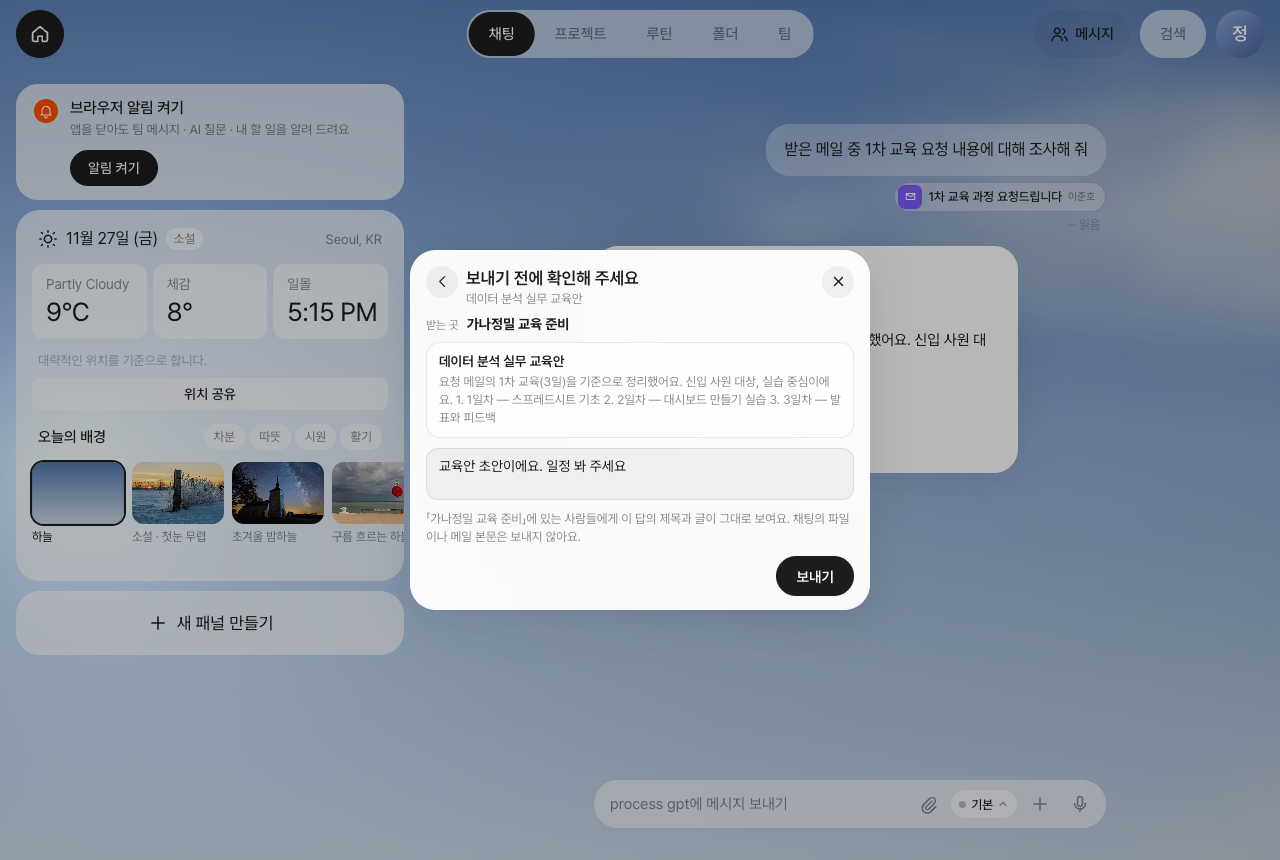 채팅
프로젝트
루틴
폴더
팀
메시지
검색
정
브라우저 알림 켜기
앱을 닫아도 팀 메시지 · AI 질문 · 내 할 일을 알려 드려요
알림 켜기
11월 27일 (금)
소설
Seoul, KR
Partly Cloudy
9°C
체감
8°
일몰
5:15 PM
대략적인 위치를 기준으로 합니다.
위치 공유
오늘의 배경
차분
따뜻
시원
활기
하늘
소설 · 첫눈 무렵
초겨울 밤하늘
구름 흐르는 하늘
새 패널 만들기
받은 메일 중 1차 교육 요청 내용에 대해 조사해 줘
1차 교육 과정 요청드립니다 이준호
읽음
했어요. 신입 사원 대
보내기 전에 확인해 주세요
데이터 분석 실무 교육안
받는 곳 가나정밀 교육 준비
데이터 분석 실무 교육안
요청 메일의 1차 교육(3일)을 기준으로 정리했어요. 신입 사원 대상, 실습 중심이에
요. 1. 1일차 — 스프레드시트 기초 2. 2일차 — 대시보드 만들기 실습 3. 3일차 — 발
표와 피드백
교육안 초안이에요. 일정 봐 주세요
「가나정밀 교육 준비」에 있는 사람들에게 이 답의 제목과 글이 그대로 보여요. 채팅의 파일
이나 메일 본문은 보내지 않아요.
보내기
process gpt에 메시지 보내기
기본